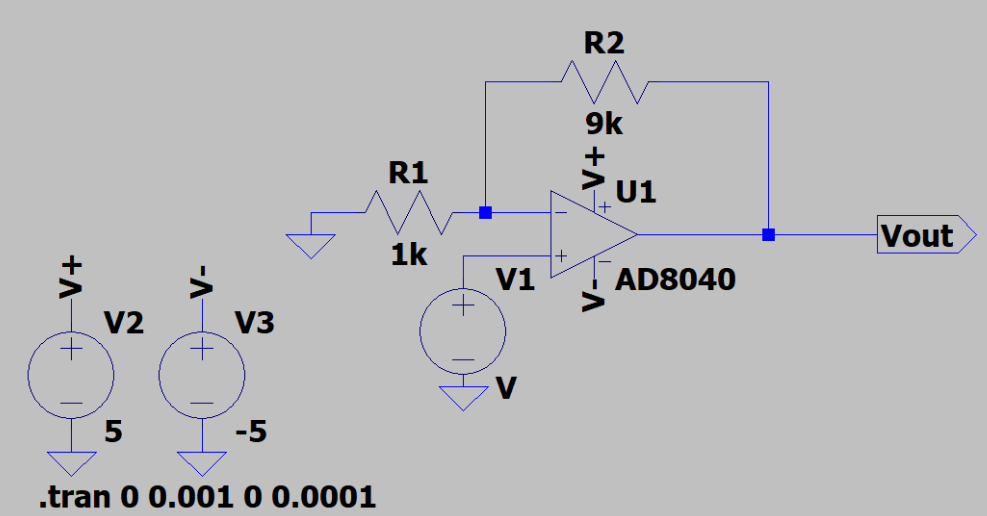 R2
9k
V+
U1
+
R1
−
1k
+
Vout
V1
−
AD8040
V-
V+
V-
+
V2
V3
+
+
−
V
−
−
5
-5
.tran 0 0.001 0 0.0001